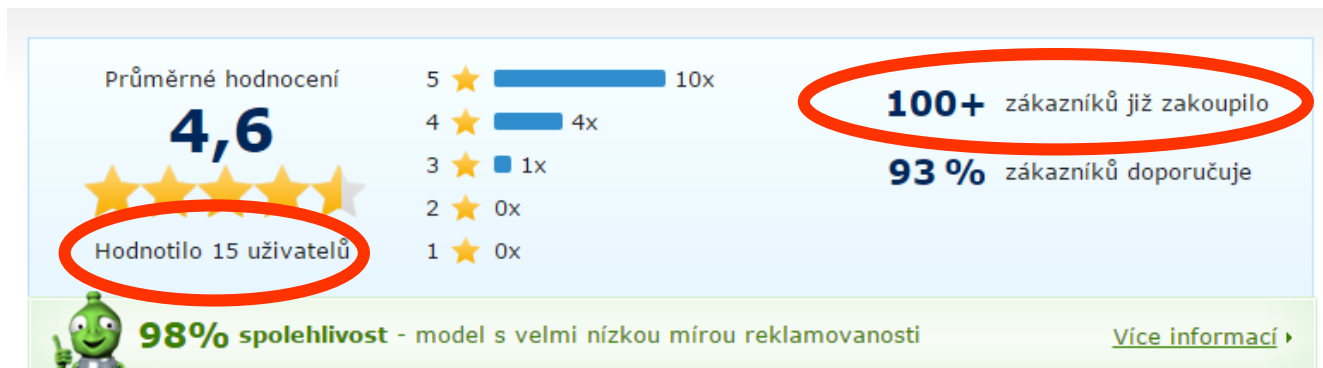 Průměrné hodnocení
4,6
Hodnotilo 15 uživatelů
5 10x
4 4x
3 1x
2 0x
1 0x
100+ zákazníků již zakoupilo
93 % zákazníků doporučuje
98% spolehlivost - model s velmi nízkou mírou reklamovanosti
Více informací